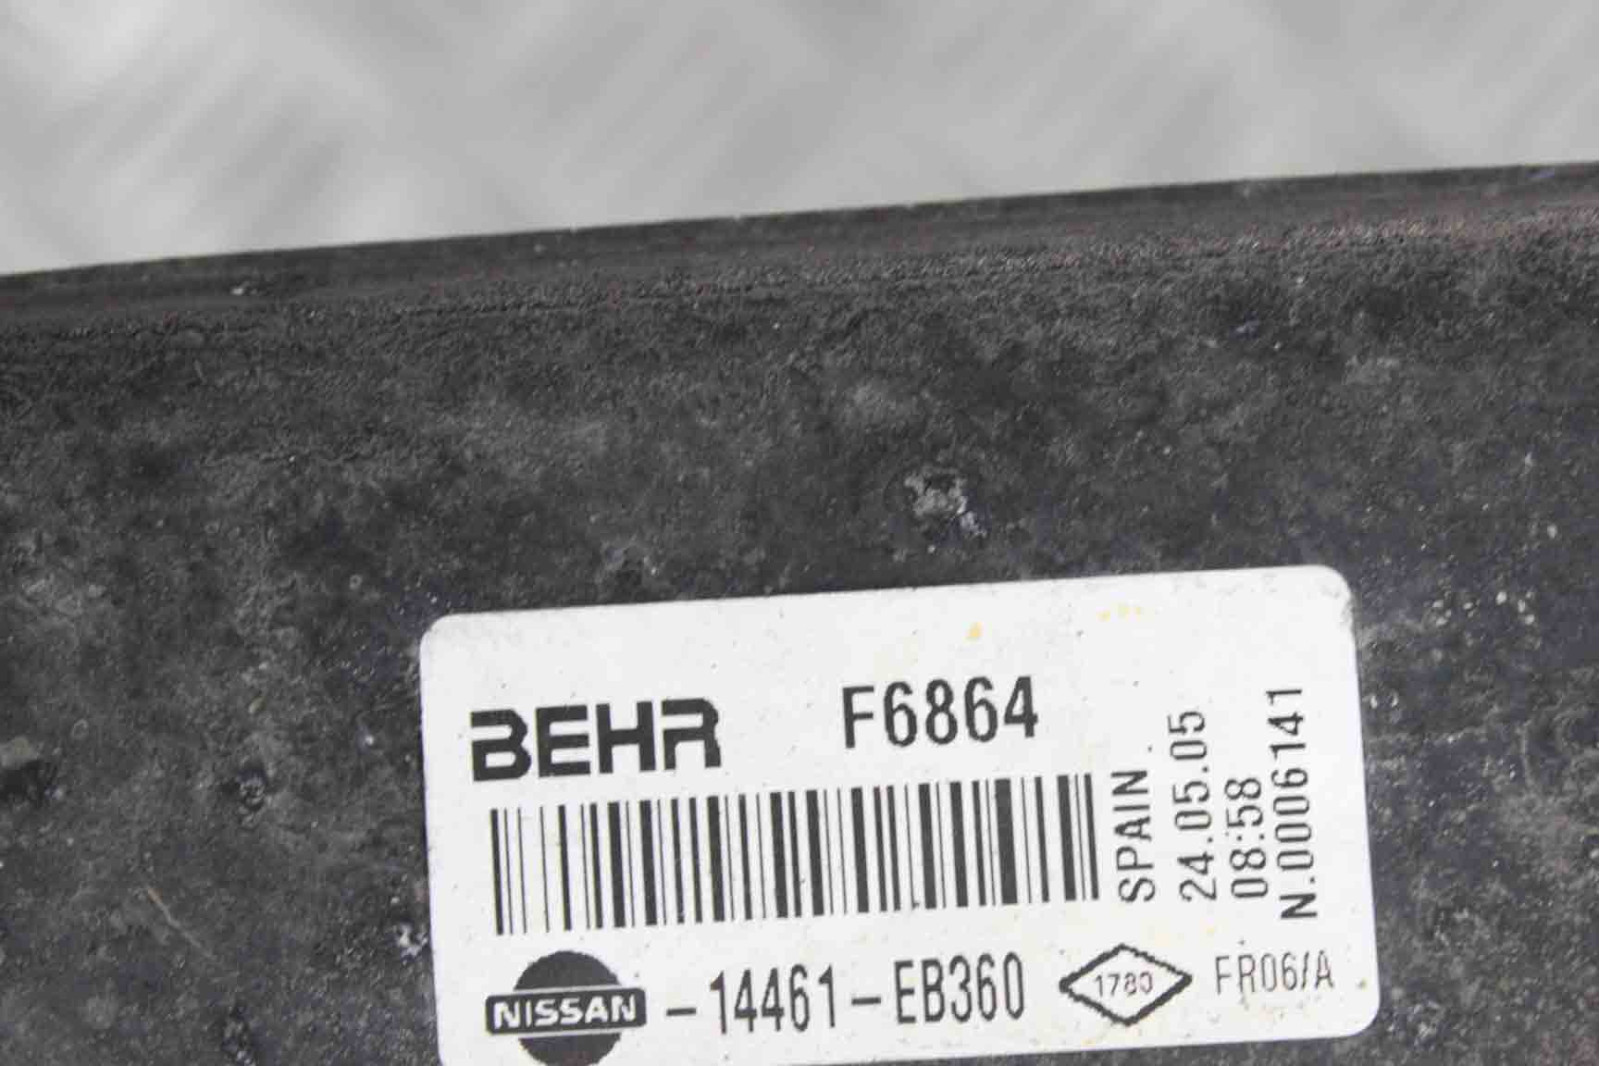 BEHR F6864
SPAIN.
24.05.05
08:58
N.0006141
NISSAN -14461-EB360 1780 FR06/A